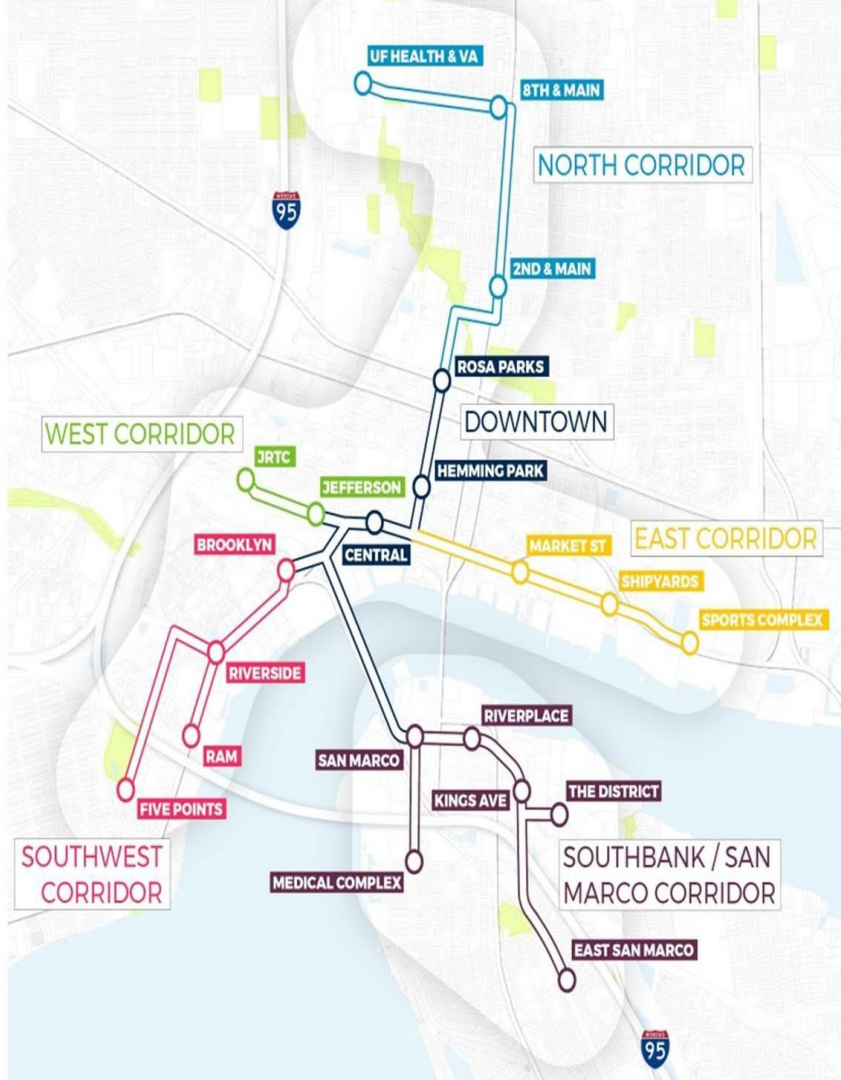 UF HEALTH & VA
8TH & MAIN
NORTH CORRIDOR
95
2ND & MAIN
ROSA PARKS
DOWNTOWN
WEST CORRIDOR
JRTC
HEMMING PARK
JEFFERSON
EAST CORRIDOR
BROOKLYN
CENTRAL
MARKET ST
SHIPYARDS
SPORTS COMPLEX
RIVERSIDE
RIVERPLACE
RAM
SAN MARCO
FIVE POINTS
KINGS AVE
THE DISTRICT
SOUTHWEST
CORRIDOR
MEDICAL COMPLEX
SOUTHBANK / SAN
MARCO CORRIDOR
EAST SAN MARCO
95